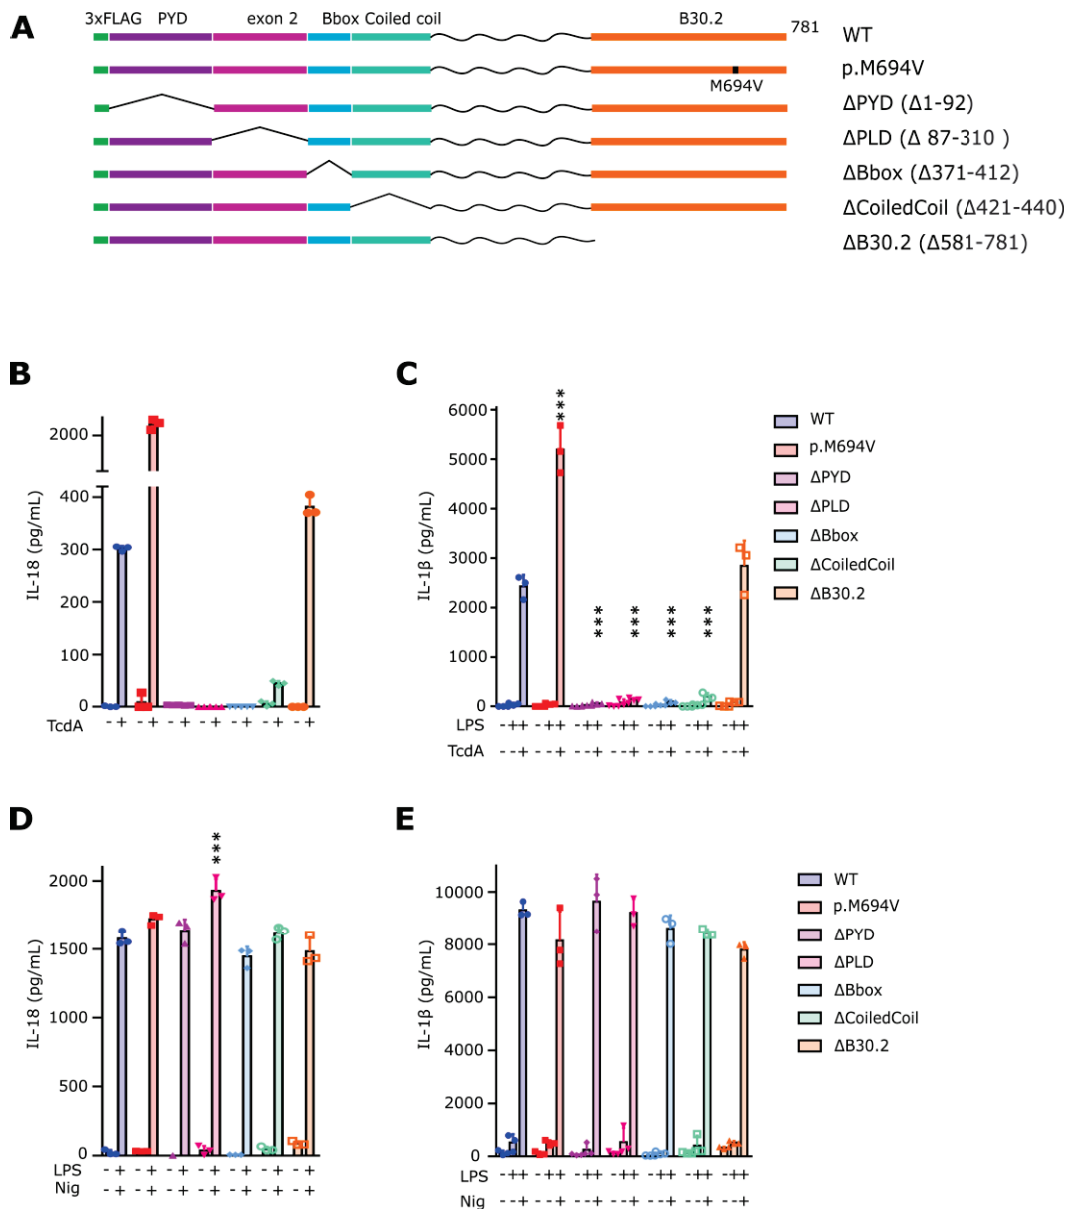 A
3xFLAG PYD exon 2 Bbox Coiled coil B30.2 781
WT
p.M694V
M694V
ΔPYD (Δ1-92)
ΔPLD (Δ 87-310 )
ΔBbox (Δ371-412)
ΔCoiledCoil (Δ421-440)
ΔB30.2 (Δ581-781)
B
IL-18 (pg/mL)
2000
400
300
200
100
0
TcdA - + - + - + - + - + - + - +
C
IL-1β (pg/mL)
6000
5000
4000
3000
2000
1000
0
*** *** *** *** ***
LPS - + + - + + - + + - + + - + + - + + - + +
TcdA - - + - - + - - + - - + - - + - - + - - +
WT
p.M694V
ΔPYD
ΔPLD
ΔBbox
ΔCoiledCoil
ΔB30.2
D
IL-18 (pg/mL)
2000
1500
1000
500
0
***
LPS - + - + - + - + - + - + - +
Nig - + - + - + - + - + - + - +
E
IL-1β (pg/mL)
10000
8000
6000
4000
2000
0
LPS - + + - + + - + + - + + - + + - + + - + +
Nig - - + - - + - - + - - + - - + - - + - - +
WT
p.M694V
ΔPYD
ΔPLD
ΔBbox
ΔCoiledCoil
ΔB30.2